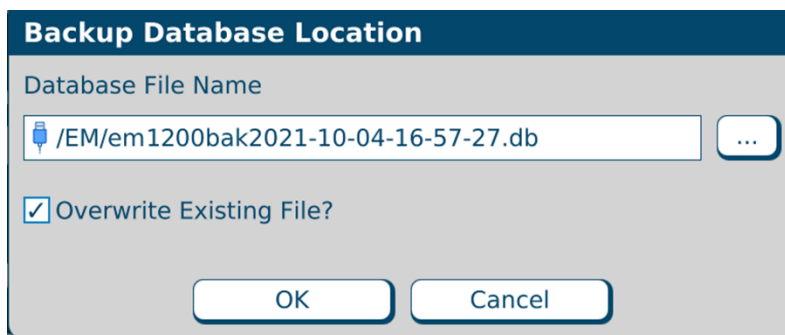 Backup Database Location
Database File Name
/EM/em1200bak2021-10-04-16-57-27.db
...
Overwrite Existing File?
OK
Cancel